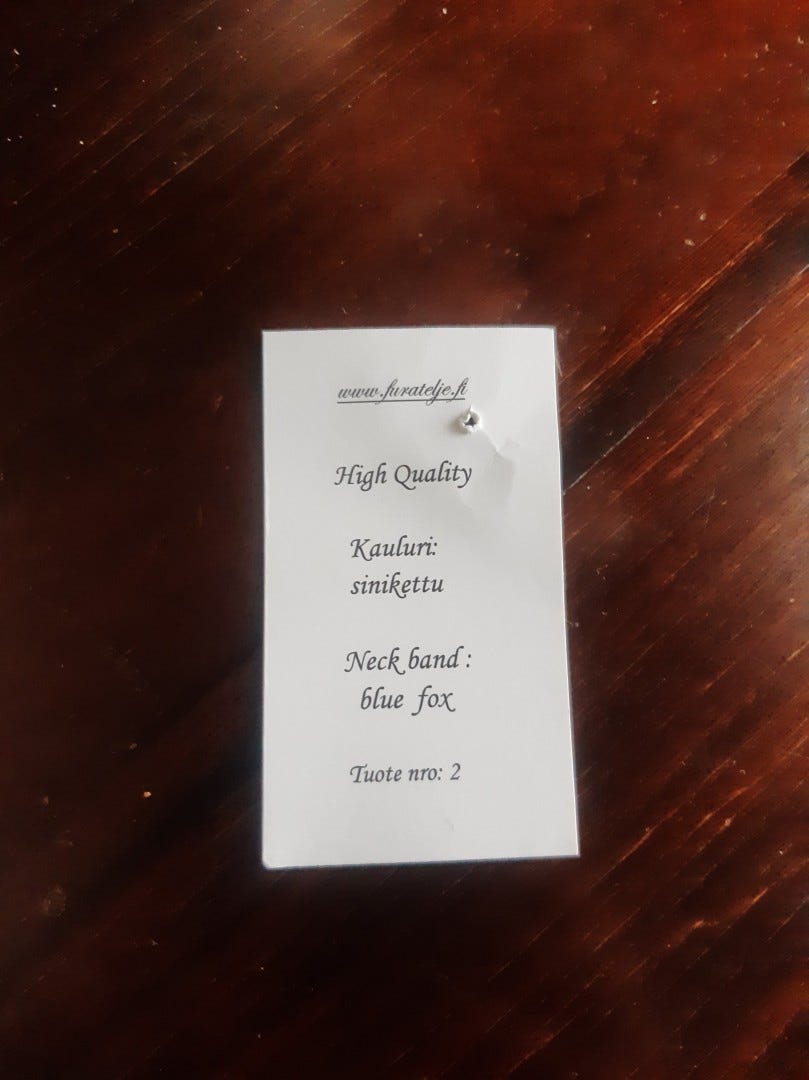 www.furatelje.fi
High Quality
Kauluri:
sinikettu
Neck band :
blue fox
Tuote nro: 2